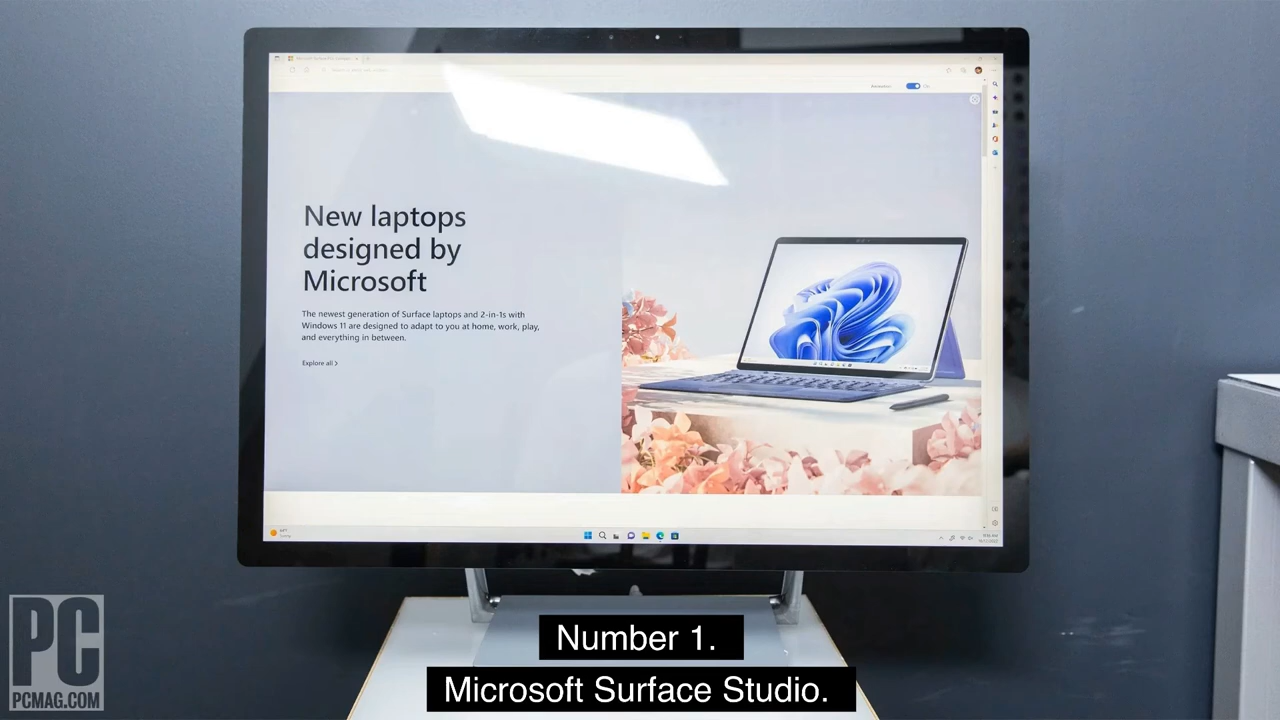 New laptops
designed by
Microsoft
The newest generation of Surface laptops and 2-in-1s with
Windows 11 are designed to adapt to you at home, work, play,
and everything in between.
Explore all >
Number 1.
Microsoft Surface Studio.
PC
PCMAG.COM